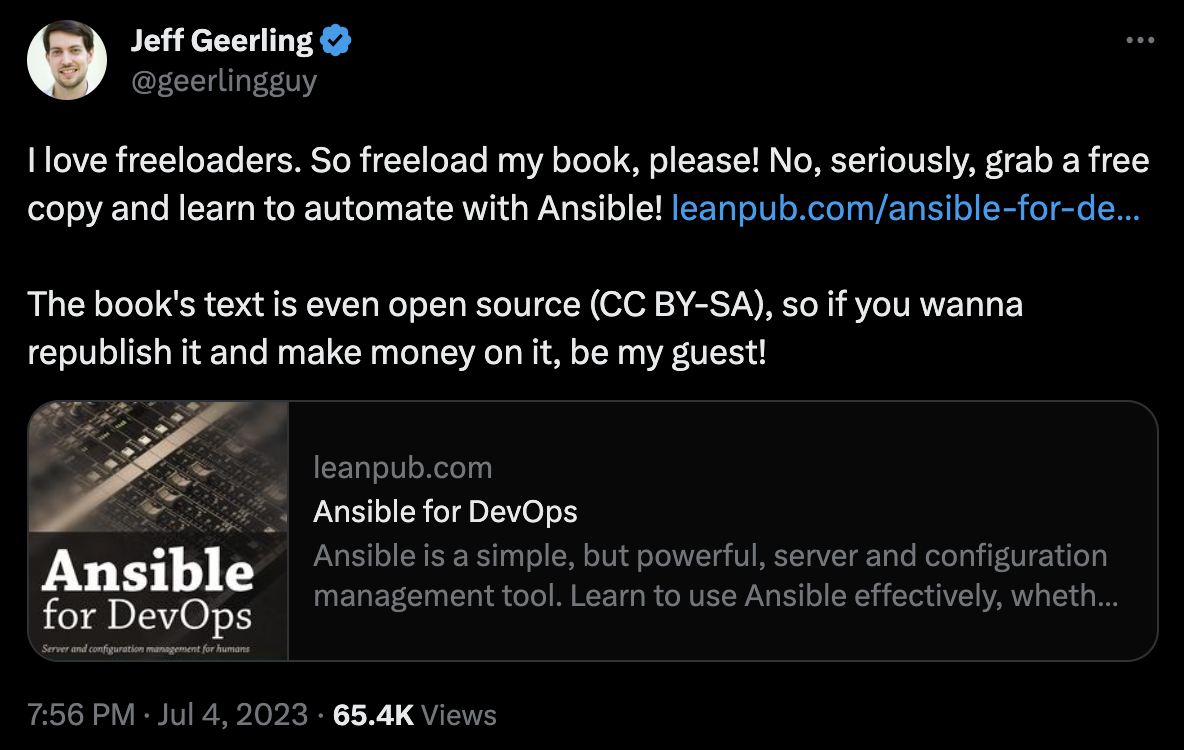 Jeff Geerling
@geerlingguy
I love freeloaders. So freeload my book, please! No, seriously, grab a free
copy and learn to automate with Ansible! leanpub.com/ansible-for-de...
The book's text is even open source (CC BY-SA), so if you wanna
republish it and make money on it, be my guest!
Ansible
for DevOps
Server and configuration management for humans
leanpub.com
Ansible for DevOps
Ansible is a simple, but powerful, server and configuration
management tool. Learn to use Ansible effectively, wheth...
7:56 PM · Jul 4, 2023 · 65.4K Views